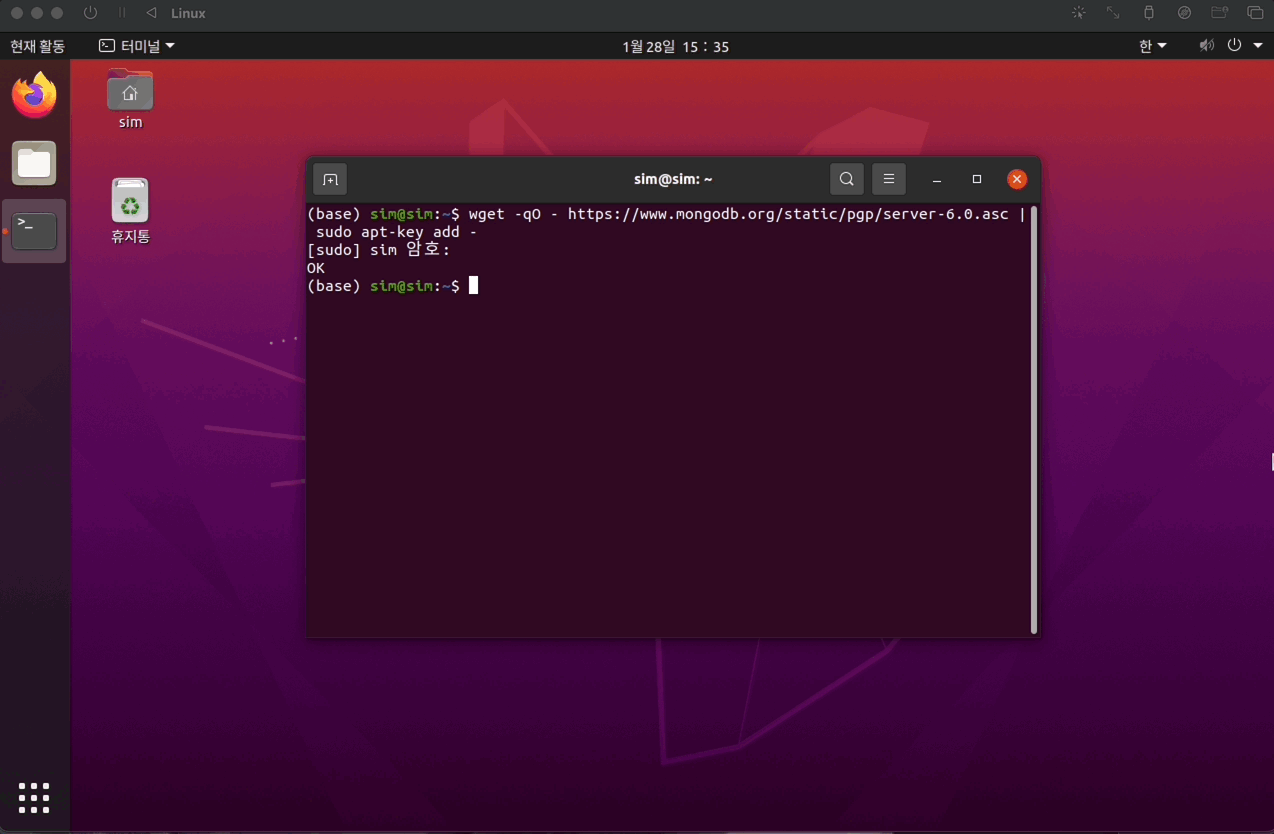 Linux
현재 활동
터미널
1월 28일 15 : 35
한
sim
휴지통
sim@sim: ~
(base) sim@sim:~$ wget -qO - https://www.mongodb.org/static/pgp/server-6.0.asc |
sudo apt-key add -
[sudo] sim 암호:
OK
(base) sim@sim:~$